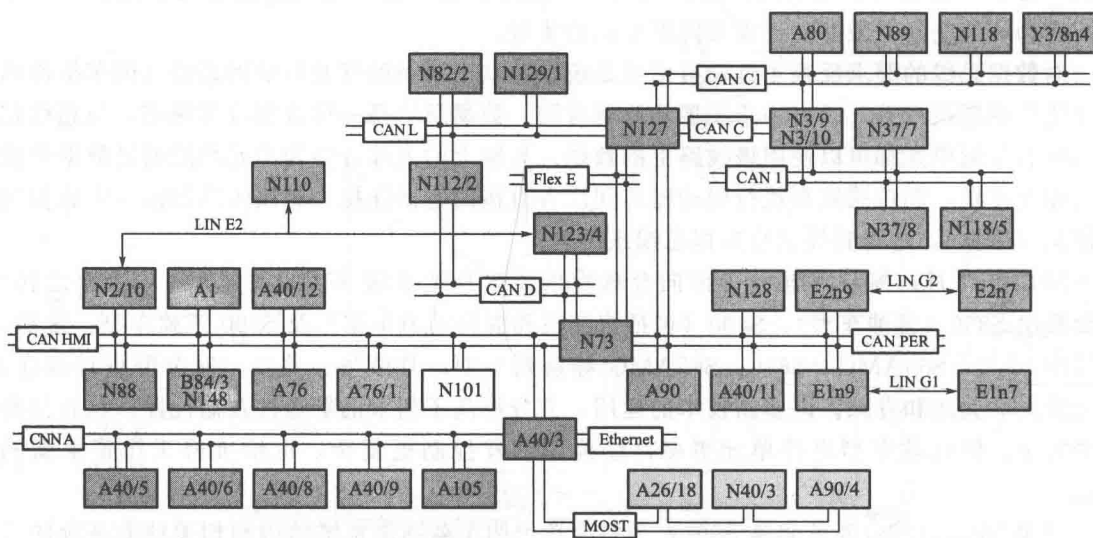 A80 N89 N118 Y3/8n4
N82/2 N129/1
CAN C1
CAN L N127 CAN C N3/9 N3/10 N37/7
N110 N112/2 Flex E CAN 1
LIN E2 N123/4 N37/8 N118/5
N2/10 A1 A40/12 CAN D N128 E2n9 LIN G2 E2n7
CAN HMI N73 CAN PER
N88 B84/3 N148 A76 A76/1 N101 A90 A40/11 E1n9 LIN G1 E1n7
CNN A A40/3 Ethernet
A40/5 A40/6 A40/8 A40/9 A105 A26/18 N40/3 A90/4
MOST